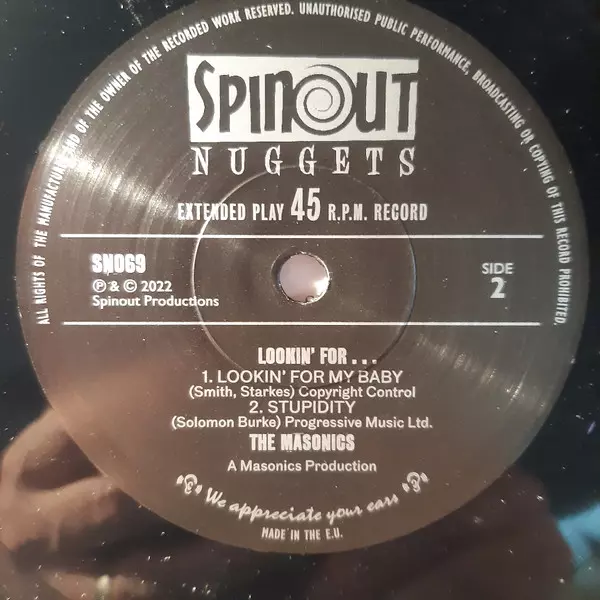 ALL RIGHTS OF THE MANUFACTURER AND OF THE OWNER OF THE RECORDED WORK RESERVED. UNAUTHORISED PUBLIC PERFORMANCE, BROADCASTING OR COPYING OF THIS RECORD PROHIBITED.
SPINOUT
NUGGETS
EXTENDED PLAY 45 R.P.M. RECORD
SN069
℗ & © 2022
Spinout Productions
SIDE
2
LOOKIN' FOR...
1. LOOKIN' FOR MY BABY
(Smith, Starkes) Copyright Control
2. STUPIDITY
(Solomon Burke) Progressive Music Ltd.
THE MASONICS
A Masonics Production
We appreciate your ears
MADE IN THE E.U.